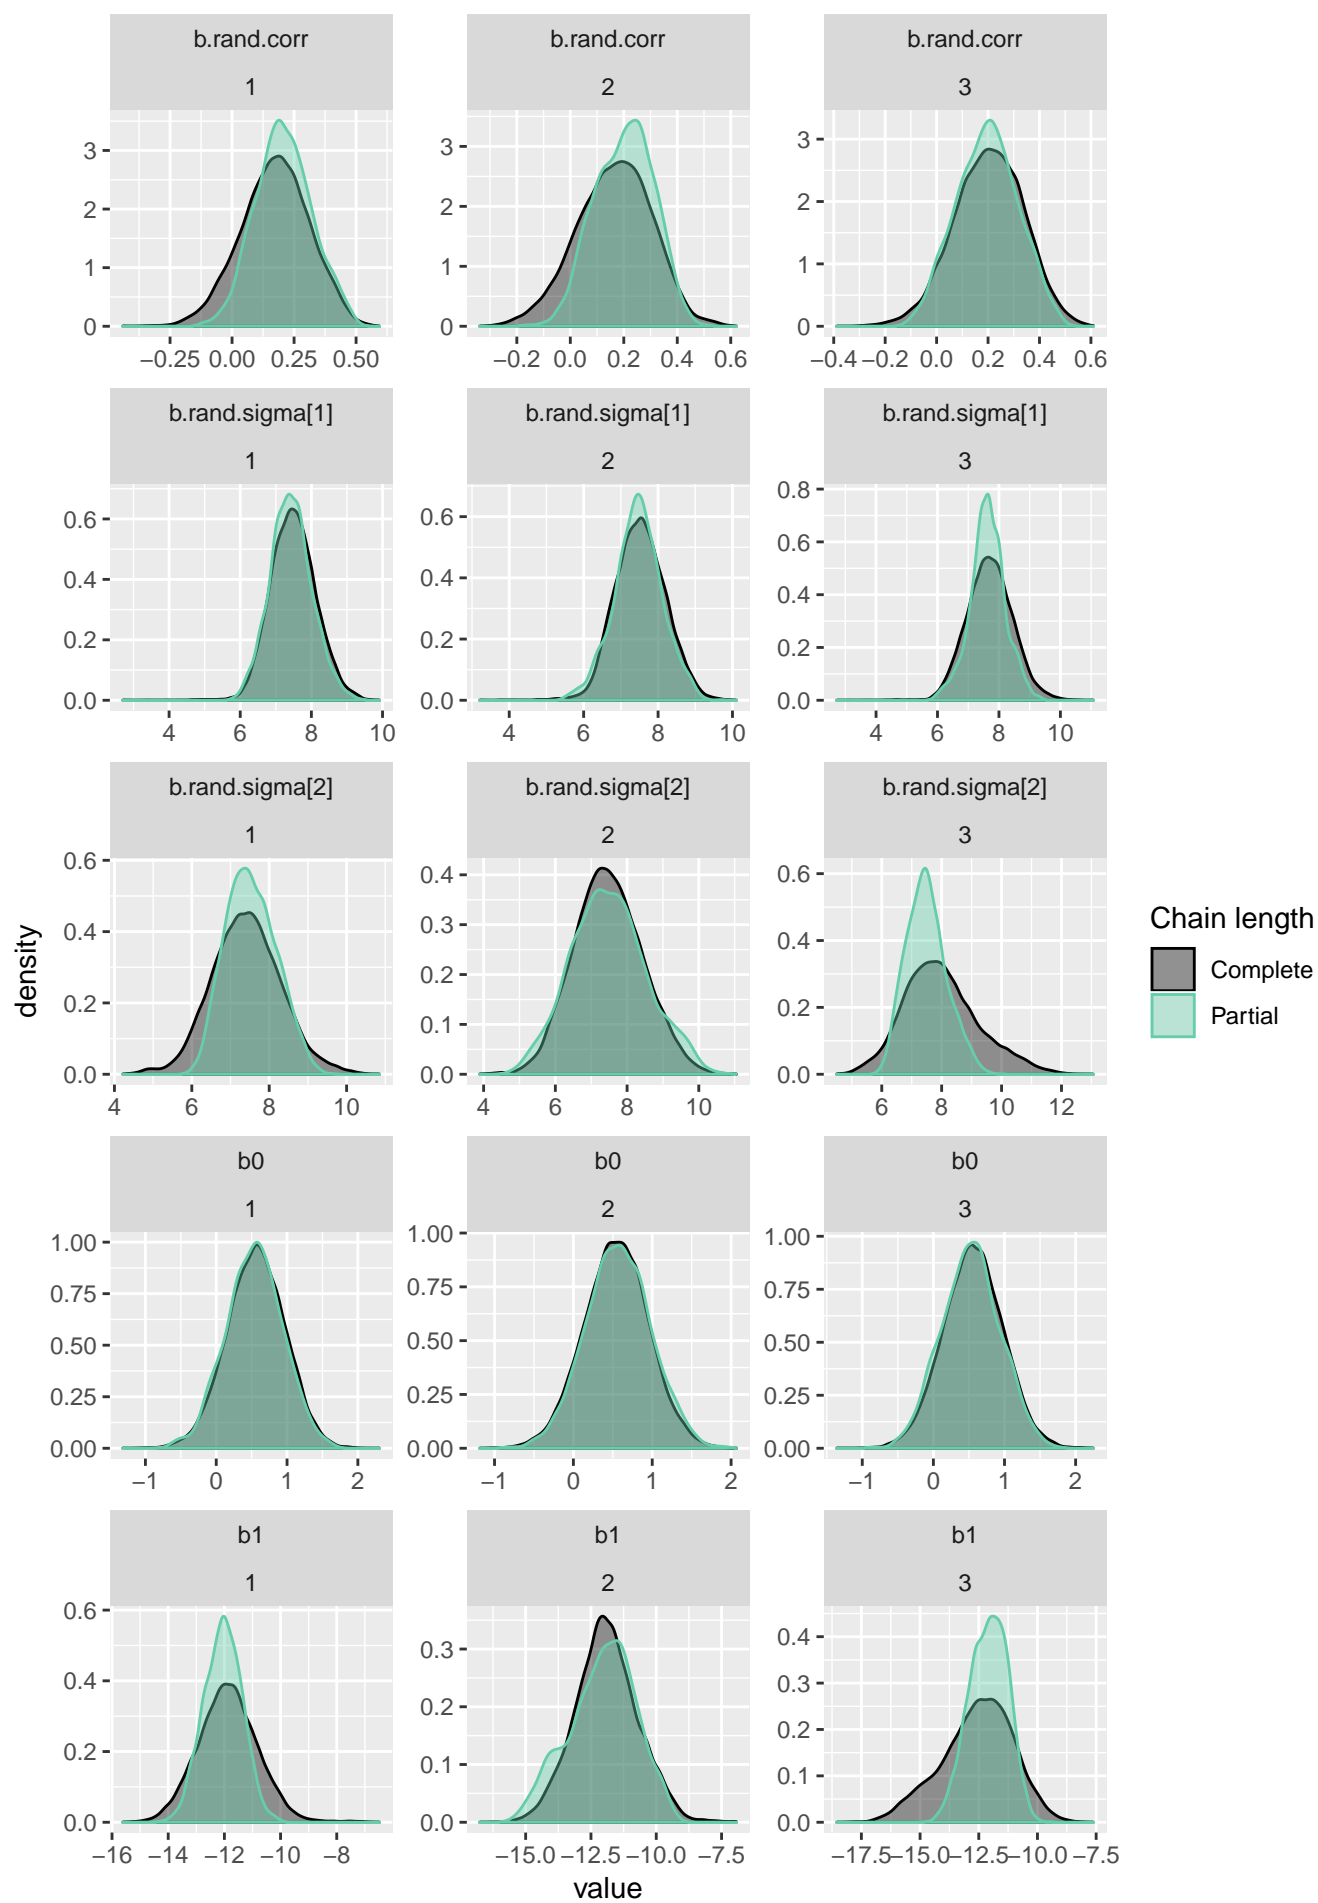 b.rand.corr b.rand.corr b.rand.corr
1 2 3
3 3 3
2 2 2
1 1 1
0 0 0
−0.25 0.00 0.25 0.50 −0.2 0.0 0.2 0.4 0.6 −0.4 −0.2 0.0 0.2 0.4 0.6
b.rand.sigma[1] b.rand.sigma[1] b.rand.sigma[1]
1 2 3
0.6 0.6 0.8
0.4 0.4 0.6
0.2 0.2 0.4
0.0 0.0 0.2
0.0
4 6 8 10 4 6 8 10 4 6 8 10
b.rand.sigma[2] b.rand.sigma[2] b.rand.sigma[2]
1 2 3
0.6 0.4 0.6
0.4 0.3 0.4
0.2 0.2 0.2
0.0 0.1 0.0
0.0
4 6 8 10 4 6 8 10 6 8 10 12
density
Chain length
Complete
Partial
b0 b0 b0
1 2 3
1.00 1.00 1.00
0.75 0.75 0.75
0.50 0.50 0.50
0.25 0.25 0.25
0.00 0.00 0.00
−1 0 1 2 −1 0 1 2 −1 0 1 2
b1 b1 b1
1 2 3
0.6 0.3 0.4
0.4 0.2 0.3
0.2 0.1 0.2
0.0 0.0 0.1
0.0
−16 −14 −12 −10 −8 −15.0 −12.5 −10.0 −7.5 −17.5 −15.0 −12.5 −10.0 −7.5
value